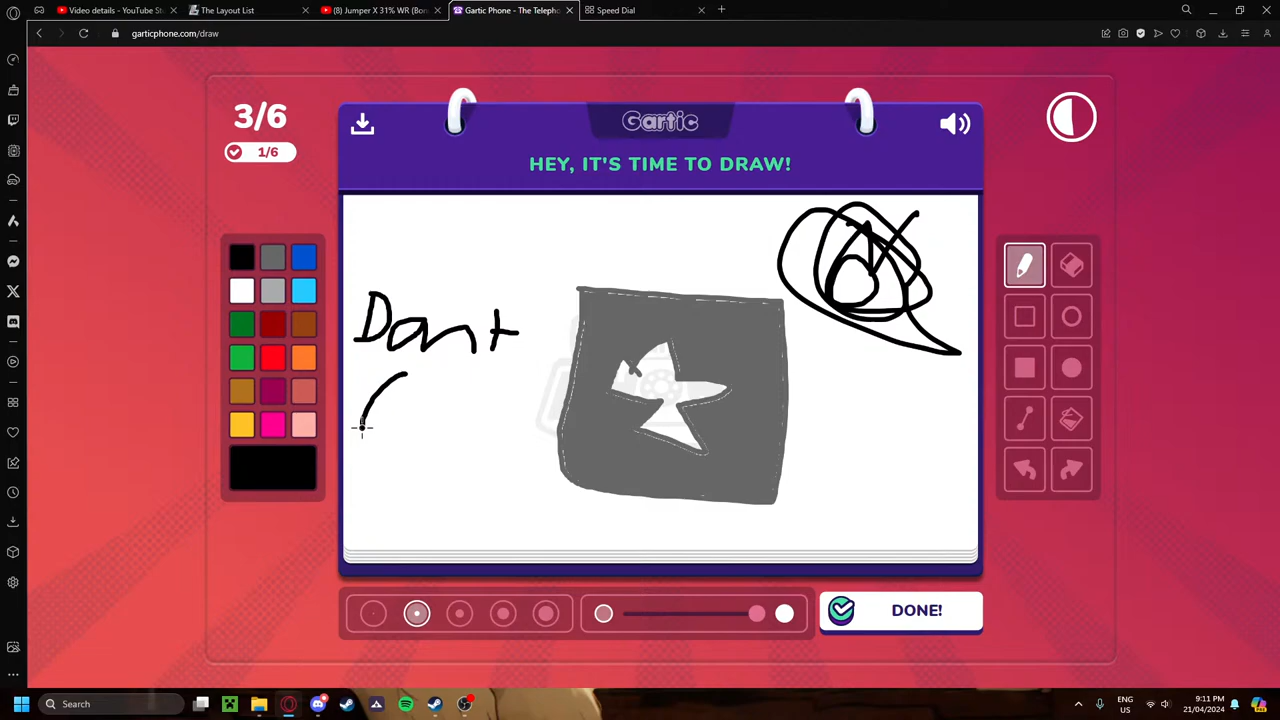 Video details - YouTube St
The Layout List
(8) Jumper X 31% WR (Bon
Gartic Phone - The Teleph
Speed Dial
garticphone.com/draw
3/6
1/6
Gartic
HEY, IT'S TIME TO DRAW!
Dont
DONE!
Search
ENG
US
9:11 PM
21/04/2024